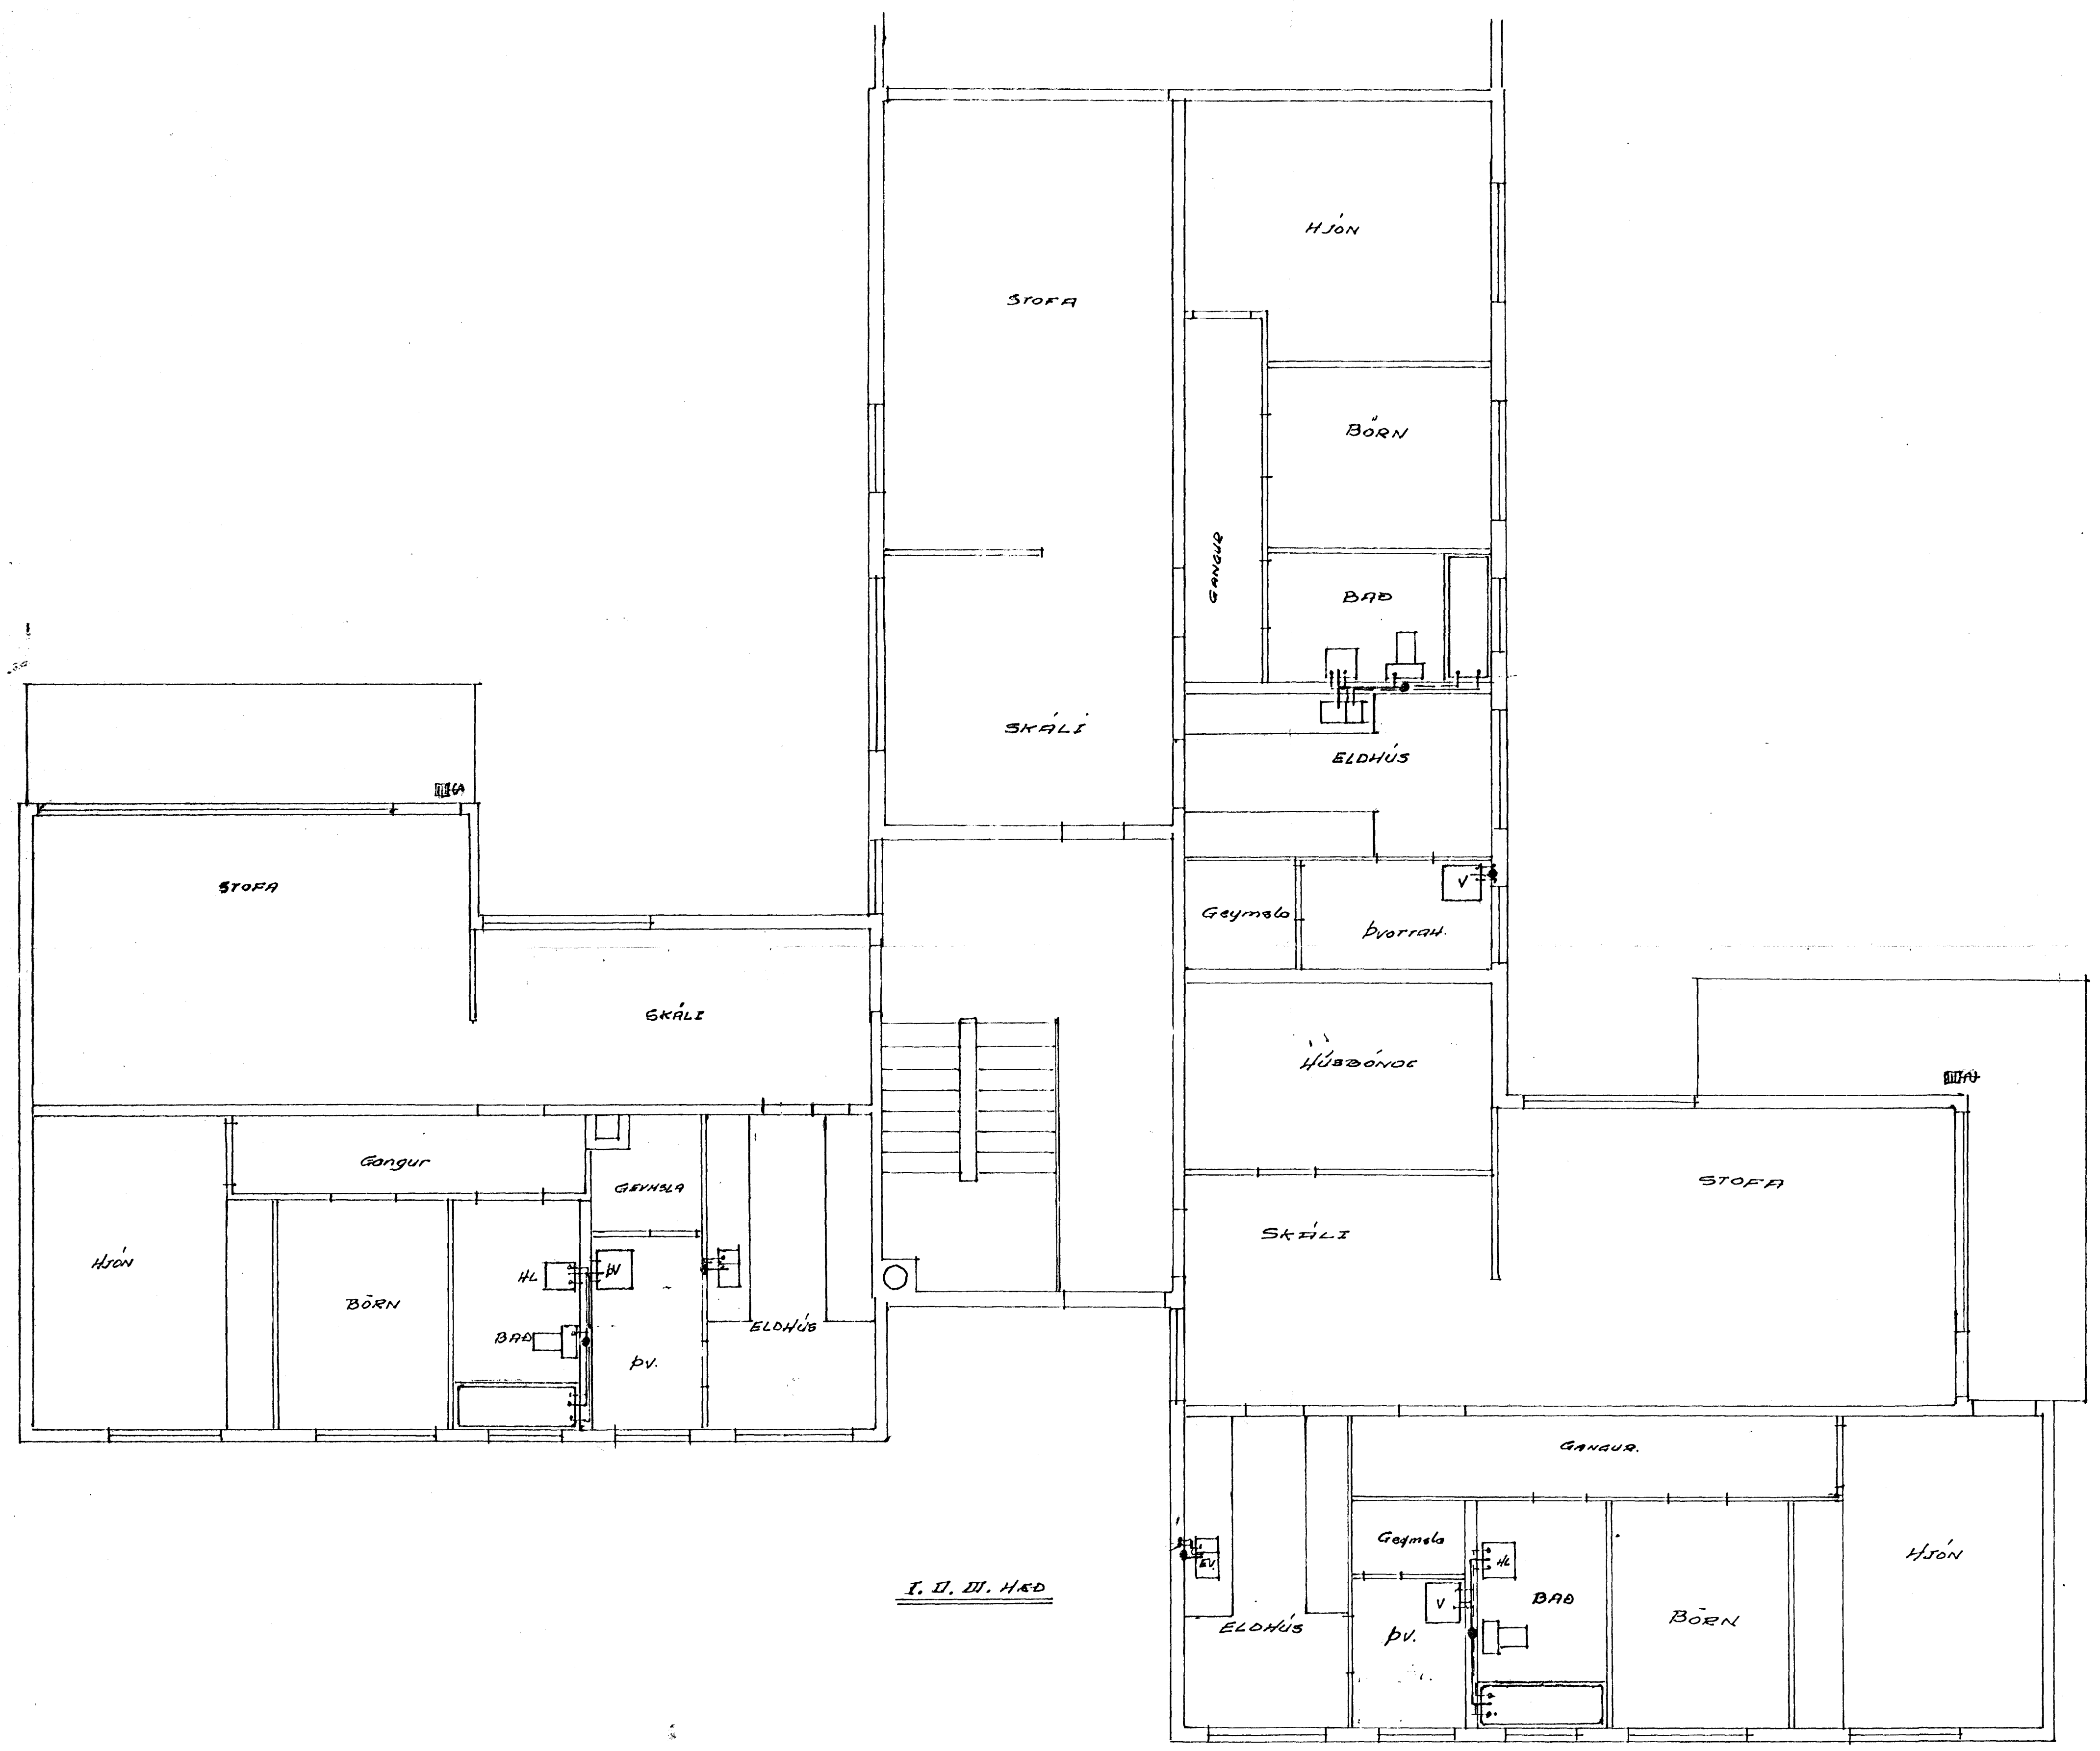 HJÓN
STOFA
BÖRN
GANGUR
BAÐ
SKÁLI
ELDHÚS
V
Geymsla
Þvottah.
STOFA
SKÁLI
HÚSBÓNDI
STOFA
SKÁLI
Gangur
GEYMSLA
HJÓN
BÖRN
HL
ÞV
BAÐ
ÞV.
ELDHÚS
GANGUR.
Geymsla
EV.
HL
HJÓN
V
BAÐ
BÖRN
ELDHÚS
ÞV.
I. II. III. HÆÐ